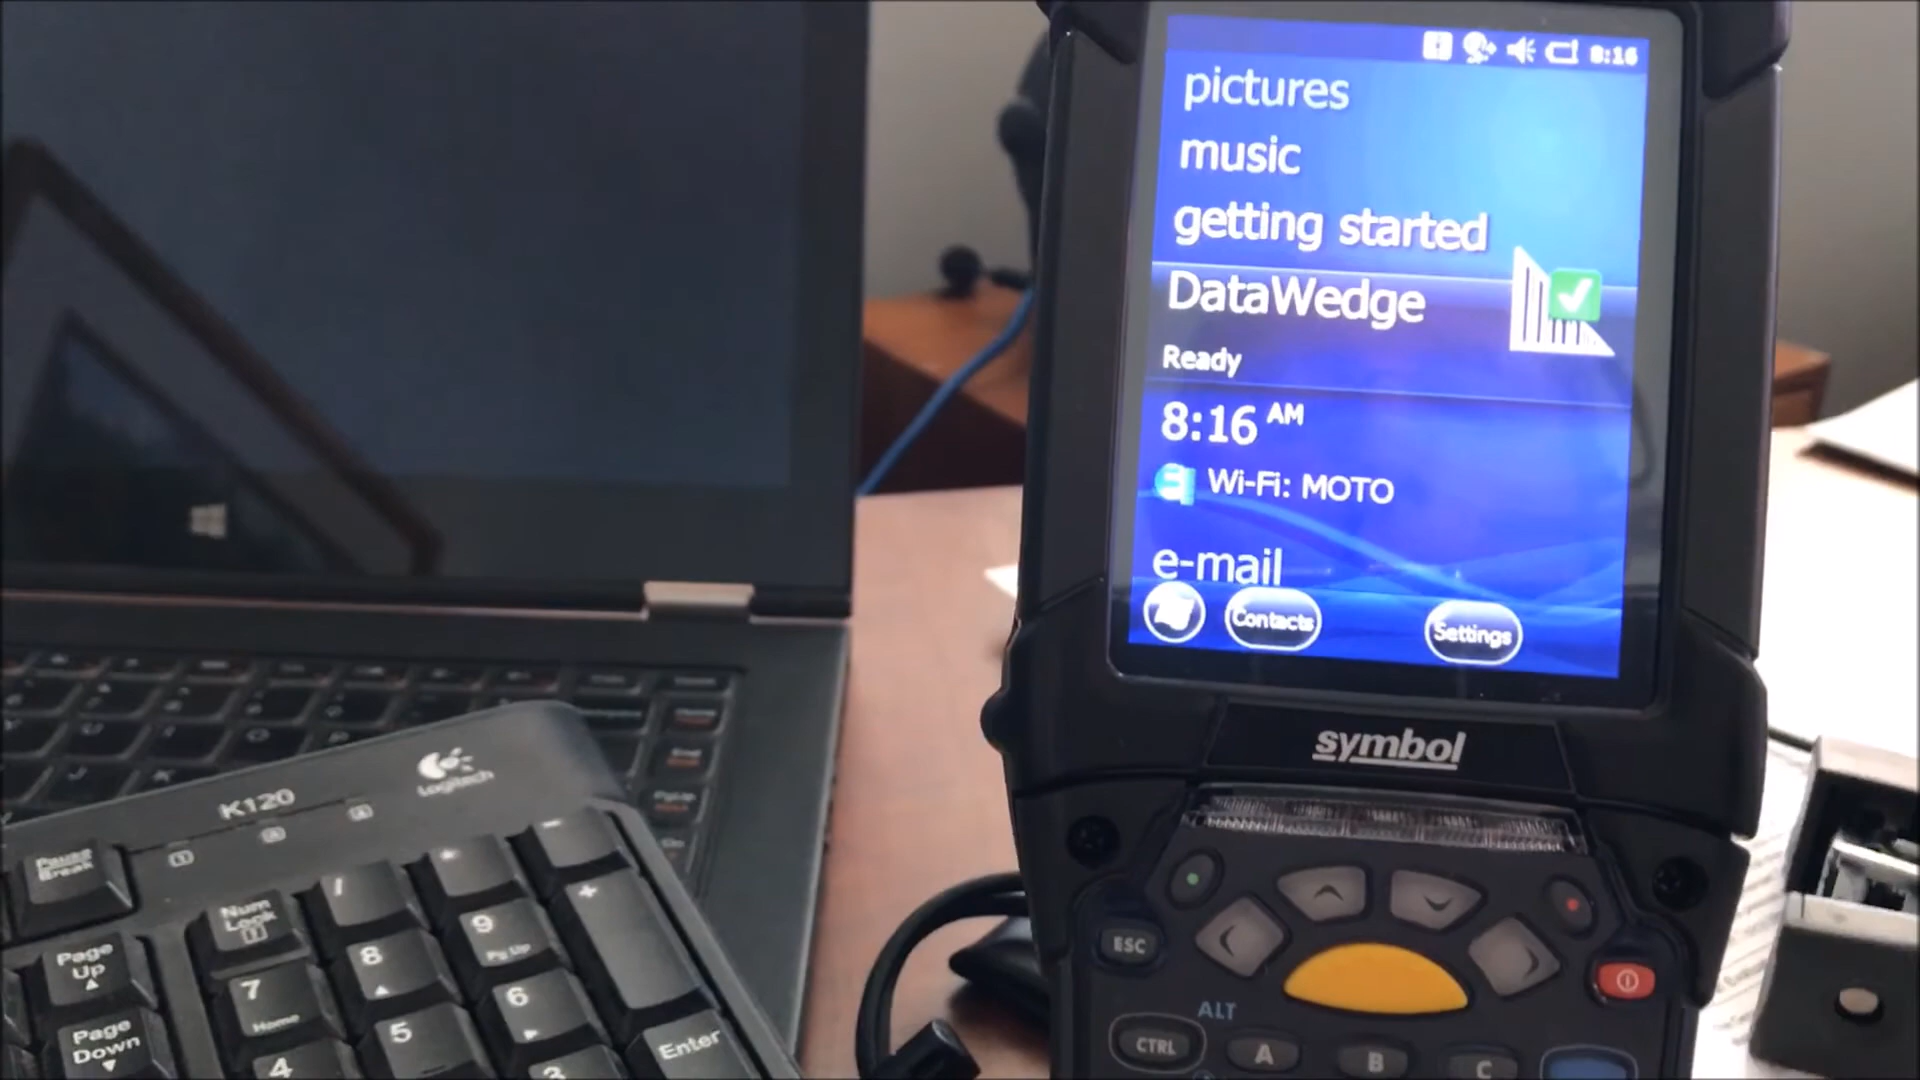 8:16
pictures
music
getting started
DataWedge
Ready
8:16 AM
Wi-Fi: MOTO
e-mail
Contacts
Settings
symbol
ESC
ALT
CTRL
A
B
C
Logitech
K120
Pause
Break
Num
Lock
/
*
-
+
Page
Up
7
Home
8
9
Pg Up
Page
Down
4
5
6
3
Enter